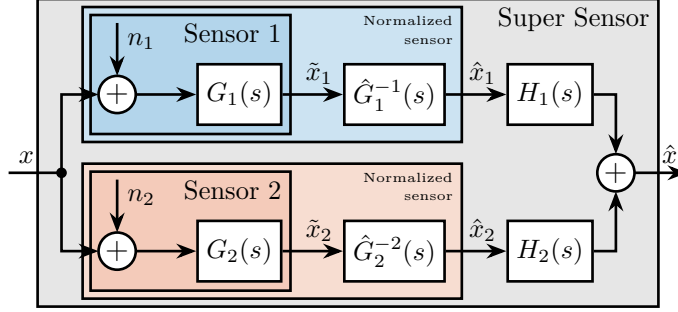 Super Sensor
Normalized
sensor
Sensor 1
n₁
+
G₁(s)
x̃₁
Ĝ₁⁻¹(s)
x̂₁
H₁(s)
x
+
x̂
Normalized
sensor
Sensor 2
n₂
+
G₂(s)
x̃₂
Ĝ₂⁻²(s)
x̂₂
H₂(s)